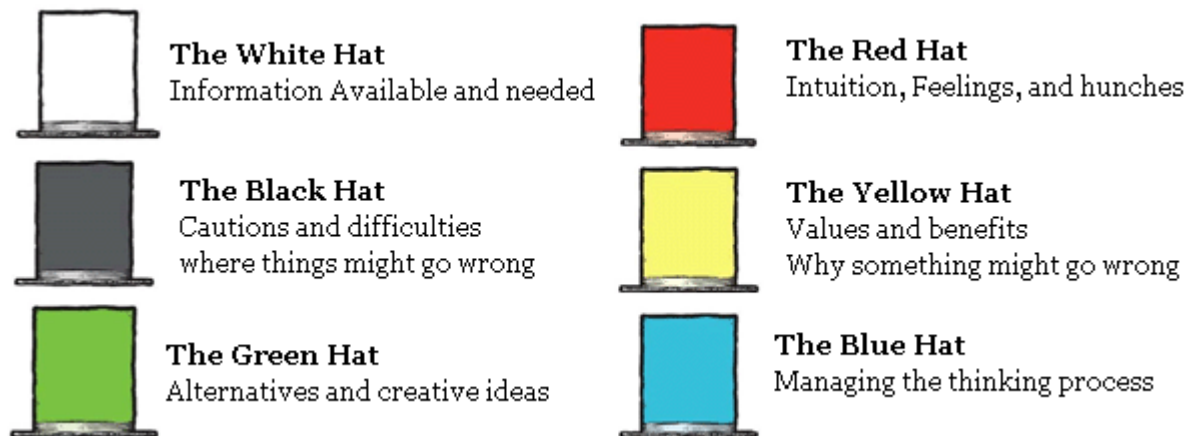 The White Hat
Information Available and needed
The Red Hat
Intuition, Feelings, and hunches
The Black Hat
Cautions and difficulties
where things might go wrong
The Yellow Hat
Values and benefits
Why something might go wrong
The Green Hat
Alternatives and creative ideas
The Blue Hat
Managing the thinking process